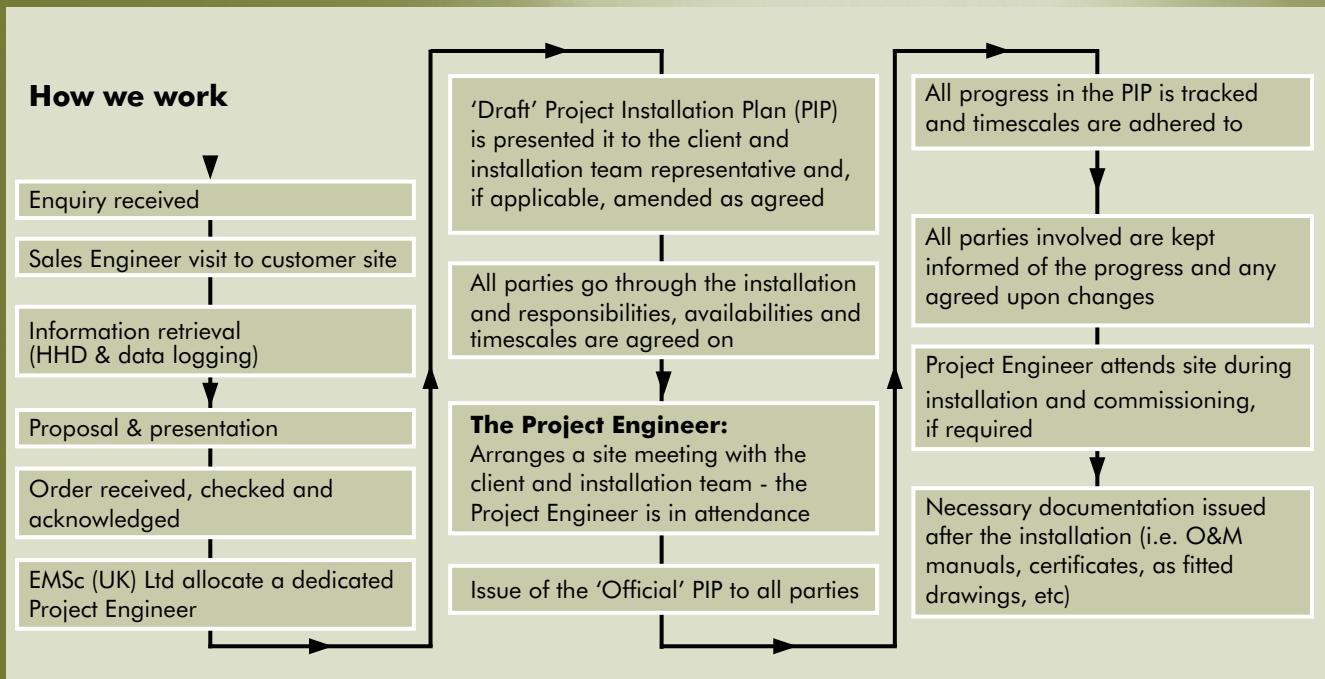 How we work
Enquiry received
Sales Engineer visit to customer site
Information retrieval
(HHD & data logging)
Proposal & presentation
Order received, checked and
acknowledged
EMSc (UK) Ltd allocate a dedicated
Project Engineer
‘Draft’ Project Installation Plan (PIP)
is presented it to the client and
installation team representative and,
if applicable, amended as agreed
All parties go through the installation
and responsibilities, availabilities and
timescales are agreed on
The Project Engineer:
Arranges a site meeting with the
client and installation team - the
Project Engineer is in attendance
Issue of the ‘Official’ PIP to all parties
All progress in the PIP is tracked
and timescales are adhered to
All parties involved are kept
informed of the progress and any
agreed upon changes
Project Engineer attends site during
installation and commissioning,
if required
Necessary documentation issued
after the installation (i.e. O&M
manuals, certificates, as fitted
drawings, etc)